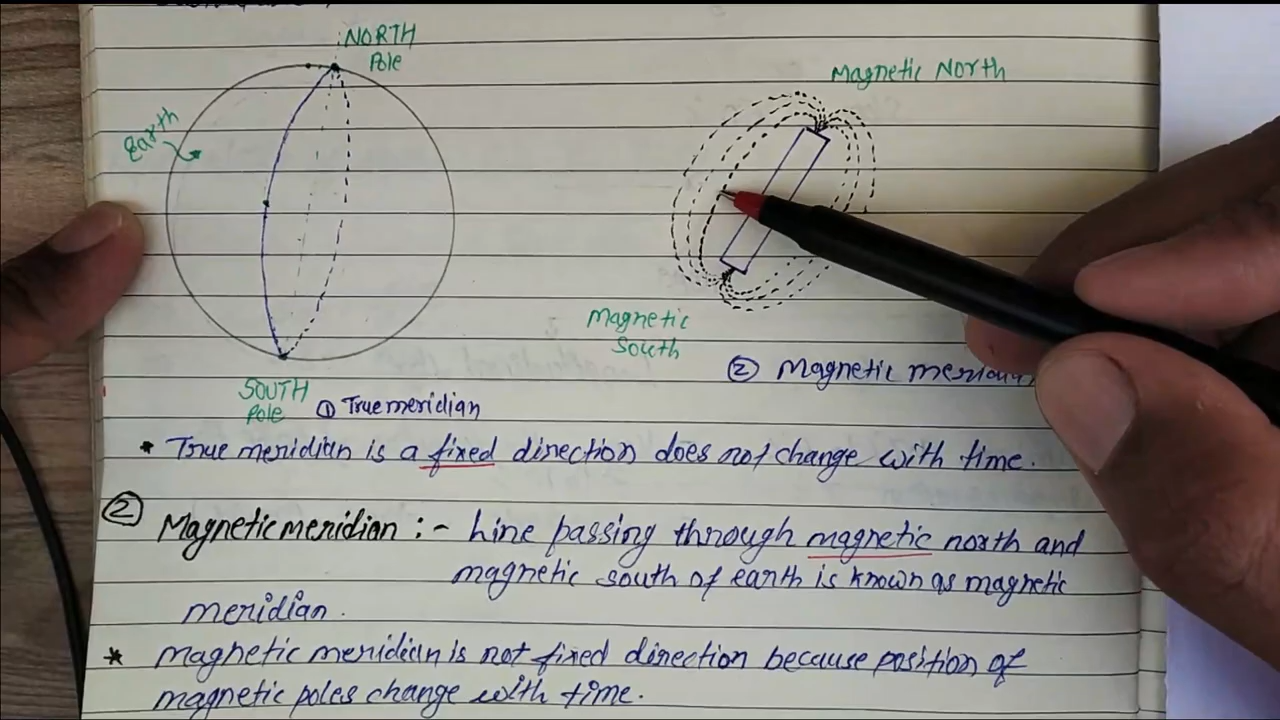 NORTH
Pole
Earth
SOUTH
Pole
① True meridian
Magnetic North
Magnetic
South
② Magnetic
* True meridian is a fixed direction does not change with time.
② Magnetic meridian :- Line passing through magnetic north and
magnetic south of earth is known as magnetic
meridian.
* magnetic meridian is not fixed direction because position of
magnetic poles change with time.